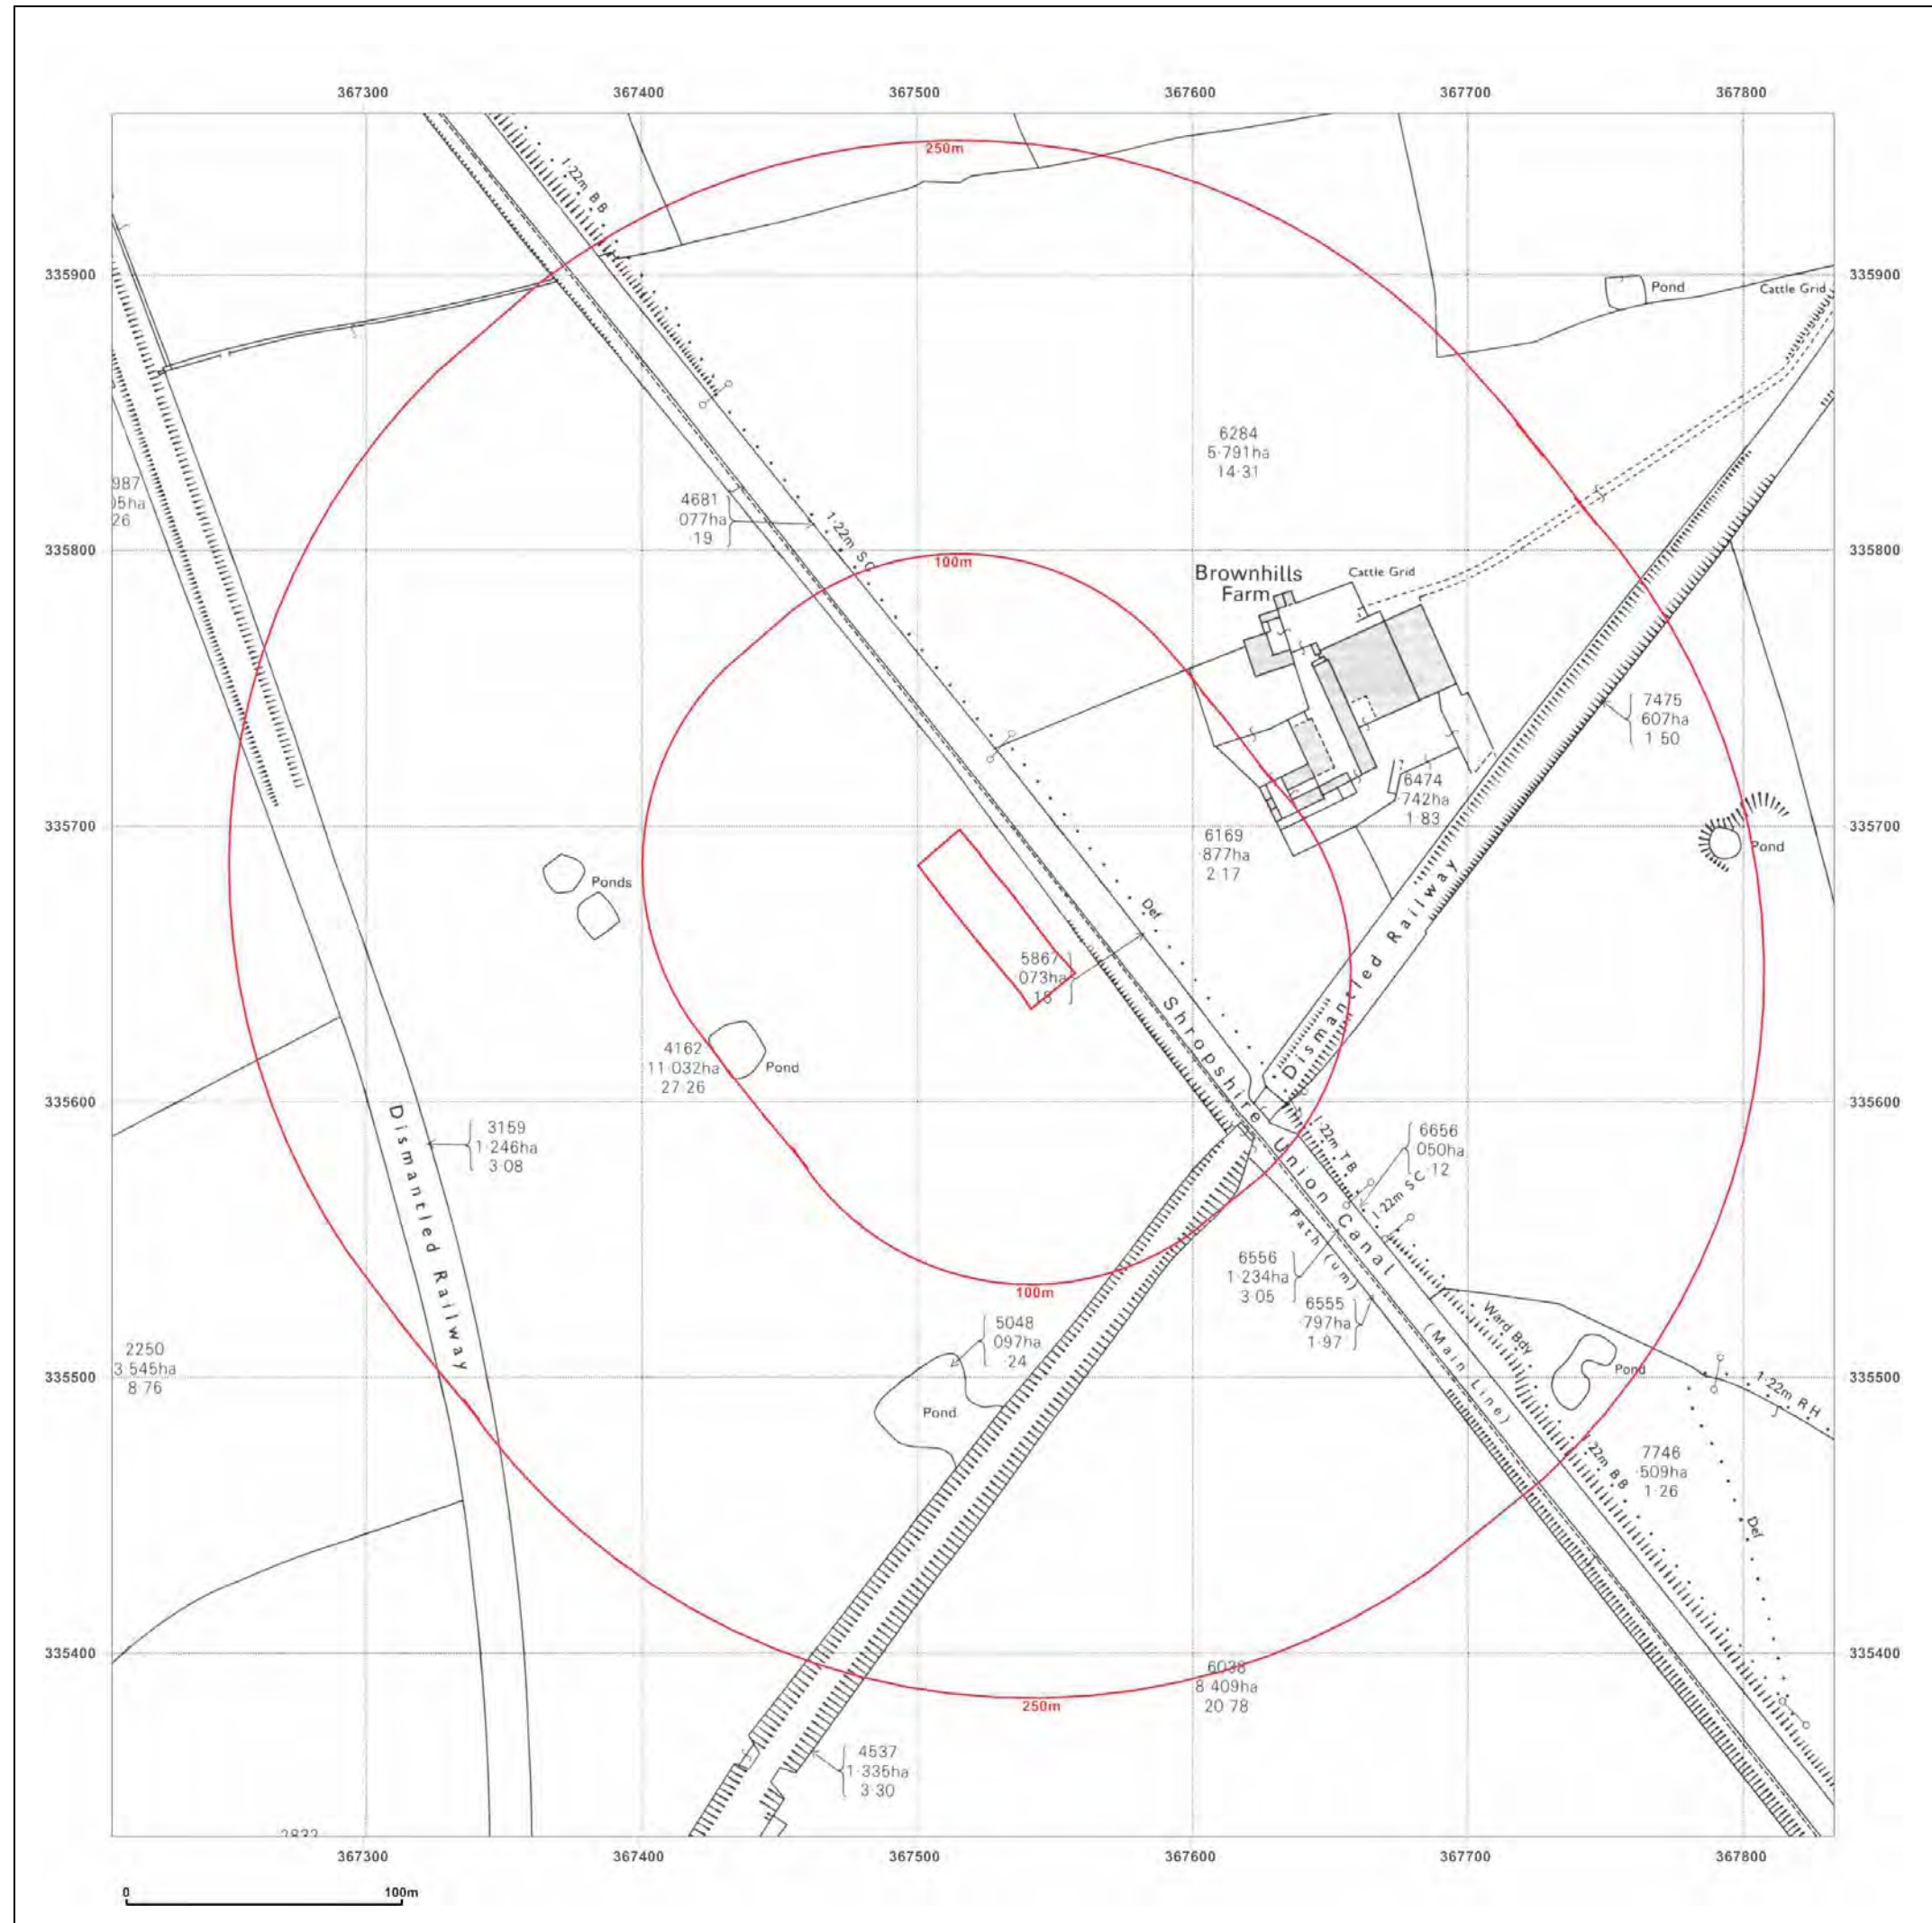 367300 367400 367500 367600 367700 367800
250m
1·22m BB
335900 335900
Pond
Cattle Grid
6284
5·791ha
14·31
987
5ha
26
4681
·077ha
·19
1·22m SC
335800 335800
100m
Brownhills
Farm
Cattle Grid
7475
·607ha
1·50
6474
·742ha
1·83
335700 335700
6169
·877ha
2·17
Pond
Ponds
Def
Dismantled Railway
5867
·073ha
·18
Shropshire Union Canal
(Main Line)
4162
11·032ha
27·26
Pond
335600 335600
Dismantled Railway
3159
1·246ha
3·08
Dismantled Railway
1·22m TB
6656
·050ha
·12
1·22m SC
Path (um)
6556
1·234ha
3·05
6555
·797ha
1·97
100m
5048
·097ha
·24
Pond
Ward Bdy
Pond
2250
3·545ha
8·76
335500 335500
1·22m RH
1·22m BB
7746
·509ha
1·26
Def
335400 335400
6038
8·409ha
20·78
250m
4537
1·335ha
3·30
2832
367300 367400 367500 367600 367700 367800
0 100m